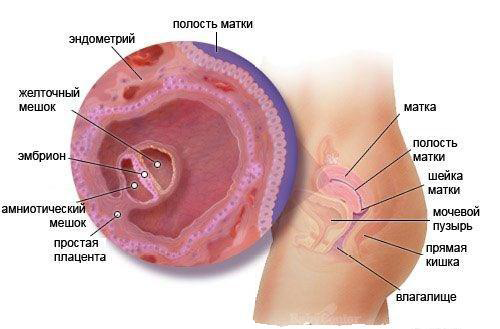 полость матки
эндометрий
желточный
мешок
эмбрион
амниотический
мешок
простая
плацента
матка
полость
матки
шейка
матки
мочевой
пузырь
прямая
кишка
влагалище